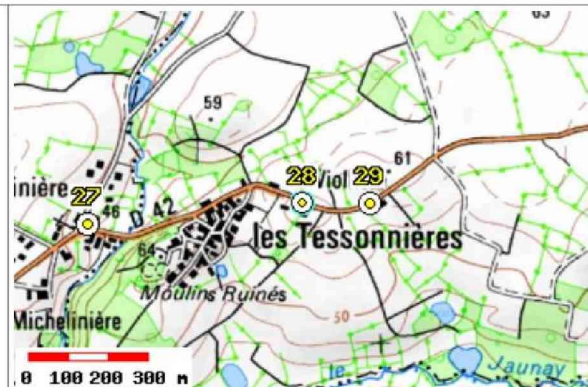 63
59
61
28 Viol 29
inière 27
46
D 42
les Tessonnières
64
Moulins Ruinés
50
Michelinière
le Jaunay
0 100 200 300 m